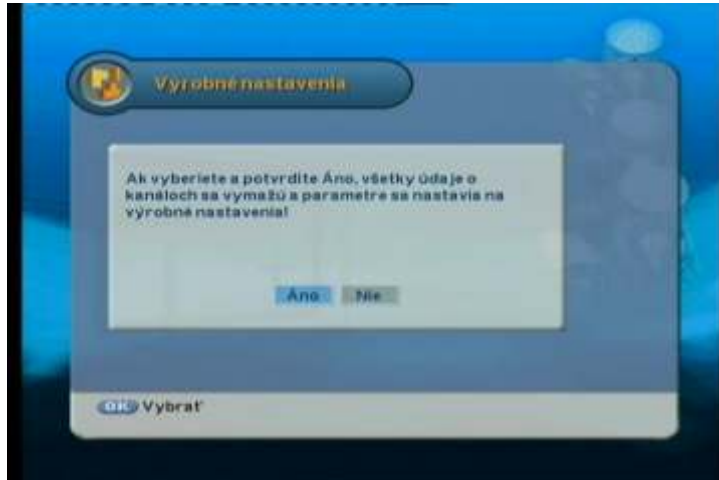 Výrobné nastavenia
Ak vyberiete a potvrdíte Áno, všetky údaje o
kanáloch sa vymažú a parametre sa nastavia na
výrobné nastavenia!
Áno Nie
OK Vybrať